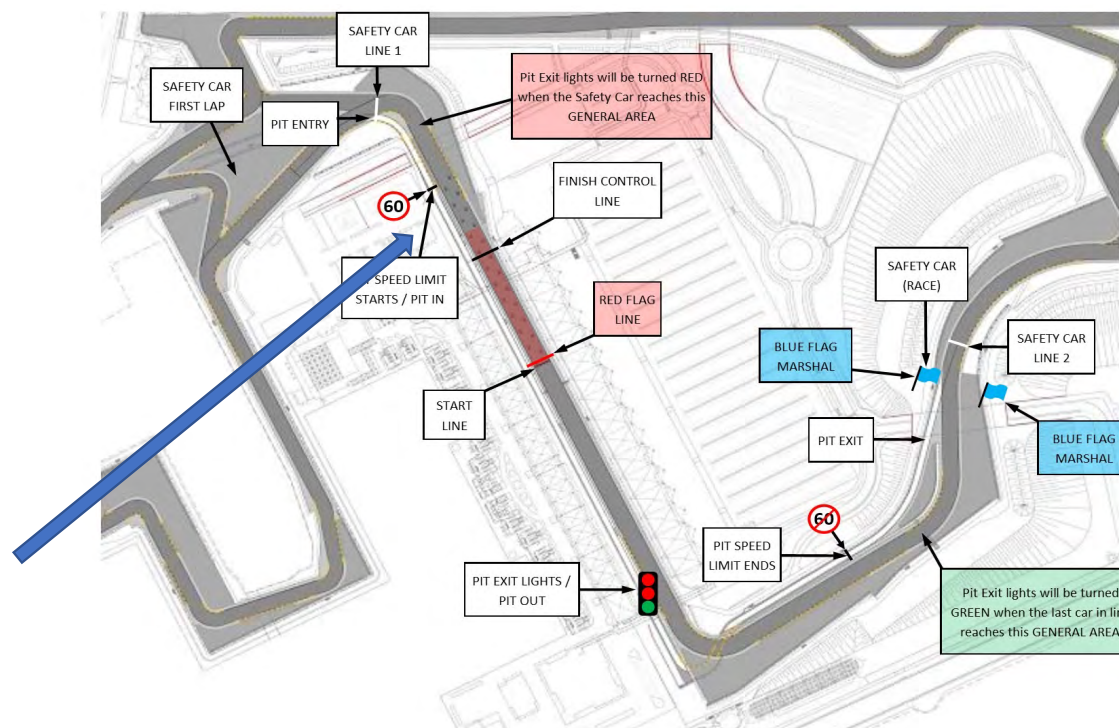 SAFETY CAR
LINE 1
SAFETY CAR
FIRST LAP
PIT ENTRY
Pit Exit lights will be turned RED
when the Safety Car reaches this
GENERAL AREA
60
FINISH CONTROL
LINE
SPEED LIMIT
STARTS / PIT IN
RED FLAG
LINE
START
LINE
SAFETY CAR
(RACE)
BLUE FLAG
MARSHAL
SAFETY CAR
LINE 2
BLUE FLAG
MARSHAL
PIT EXIT
60
PIT SPEED
LIMIT ENDS
PIT EXIT LIGHTS /
PIT OUT
Pit Exit lights will be turned
GREEN when the last car in
reaches this GENERAL AREA